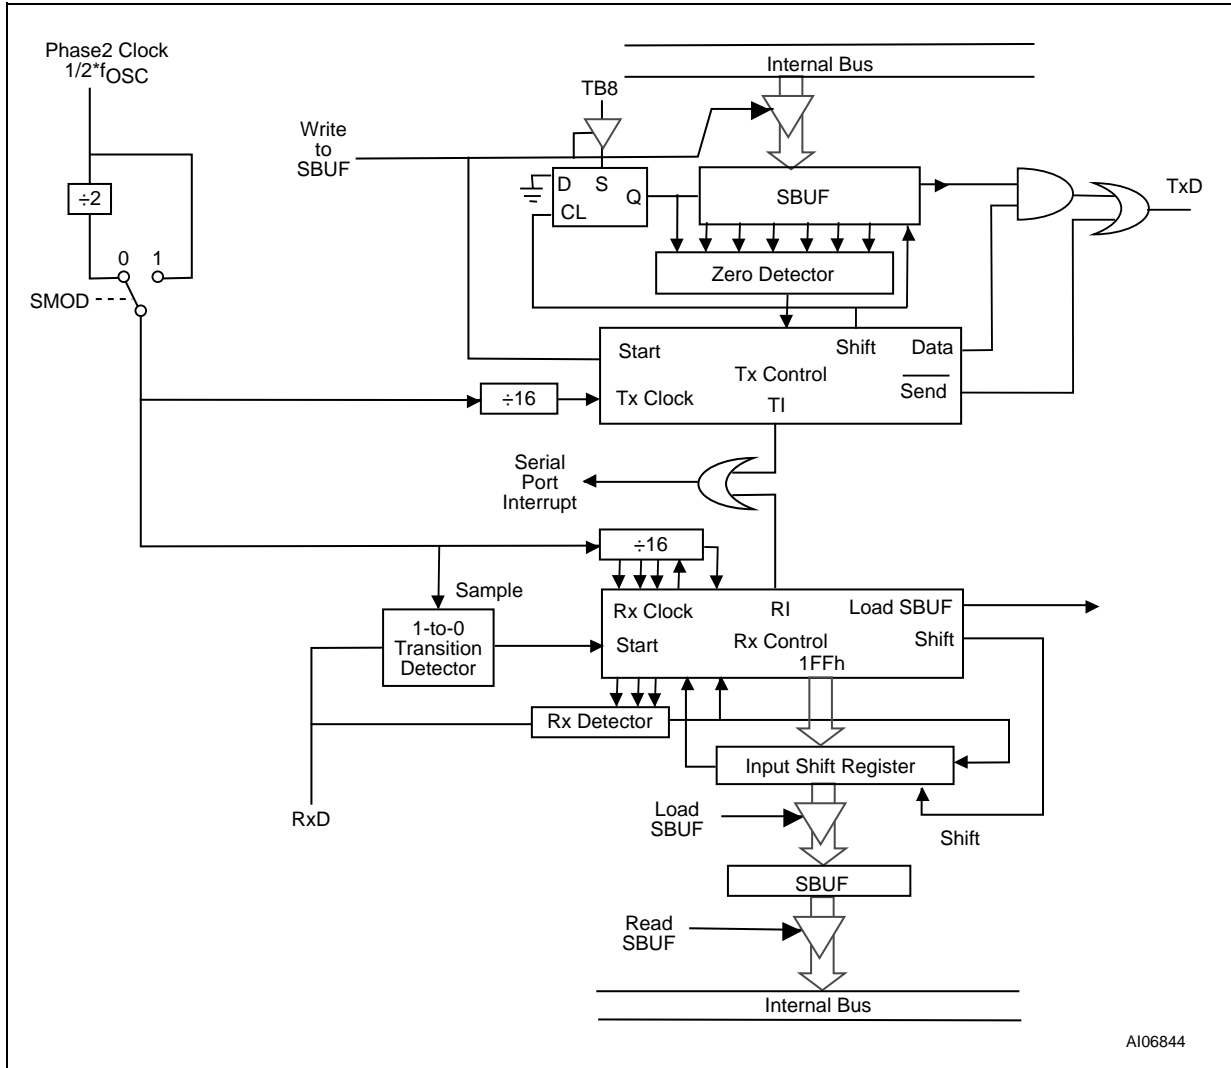 Phase2 Clock
1/2*fOSC
Internal Bus
TB8
Write
to
SBUF
D S
Q
CL
SBUF
TxD
÷2
0 1
SMOD
Zero Detector
Start
Shift
Data
Tx Control
Send
Tx Clock
TI
÷16
Serial
Port
Interrupt
÷16
Sample
1-to-0
Transition
Detector
Rx Clock
RI
Load SBUF
Start
Rx Control
Shift
1FFh
Rx Detector
Input Shift Register
RxD
Load
SBUF
Shift
SBUF
Read
SBUF
Internal Bus
AI06844